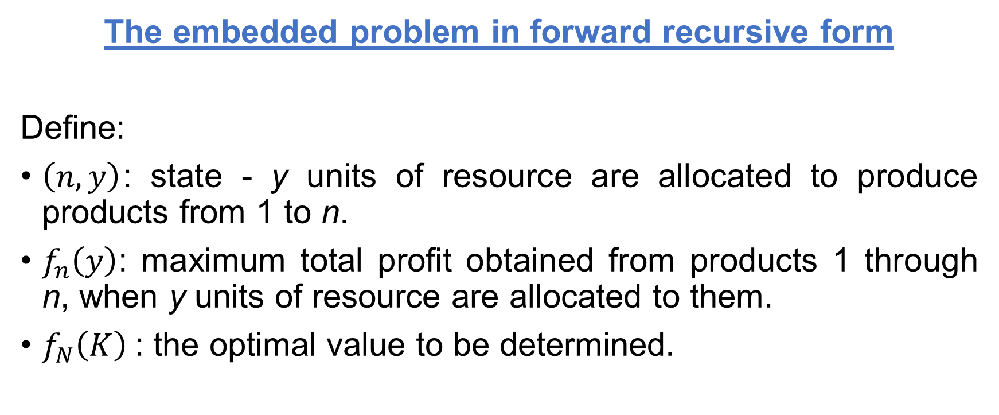 The embedded problem in forward recursive form
Define:
• (n, y): state - y units of resource are allocated to produce
products from 1 to n.
• fₙ(y): maximum total profit obtained from products 1 through
n, when y units of resource are allocated to them.
• f_N(K) : the optimal value to be determined.